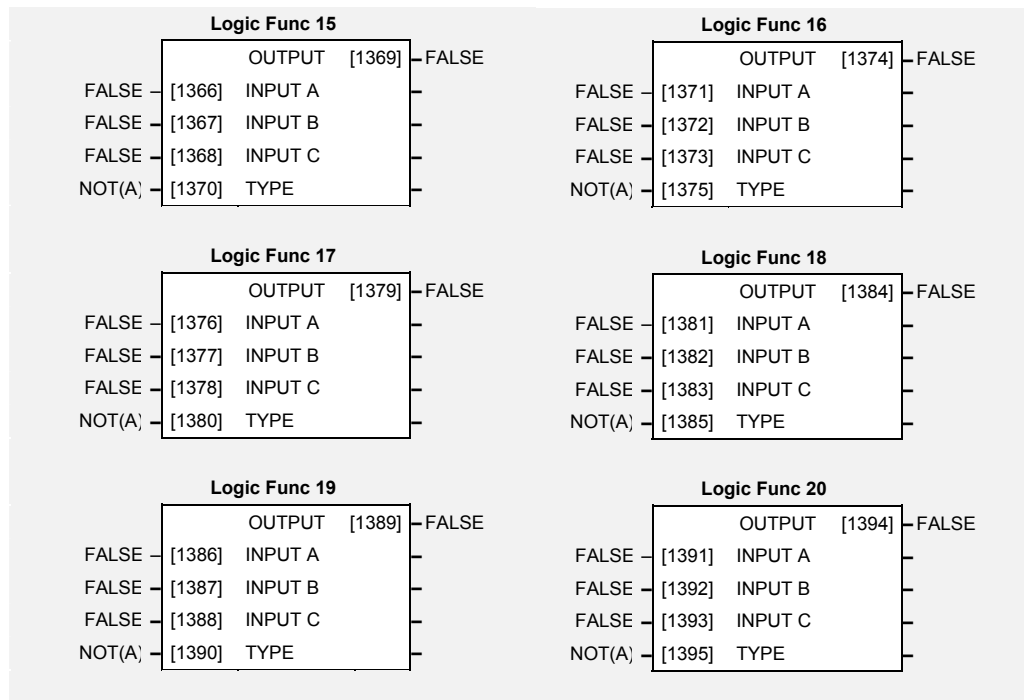 Logic Func 15
OUTPUT [1369] FALSE
FALSE [1366] INPUT A
FALSE [1367] INPUT B
FALSE [1368] INPUT C
NOT(A) [1370] TYPE
Logic Func 16
OUTPUT [1374] FALSE
FALSE [1371] INPUT A
FALSE [1372] INPUT B
FALSE [1373] INPUT C
NOT(A) [1375] TYPE
Logic Func 17
OUTPUT [1379] FALSE
FALSE [1376] INPUT A
FALSE [1377] INPUT B
FALSE [1378] INPUT C
NOT(A) [1380] TYPE
Logic Func 18
OUTPUT [1384] FALSE
FALSE [1381] INPUT A
FALSE [1382] INPUT B
FALSE [1383] INPUT C
NOT(A) [1385] TYPE
Logic Func 19
OUTPUT [1389] FALSE
FALSE [1386] INPUT A
FALSE [1387] INPUT B
FALSE [1388] INPUT C
NOT(A) [1390] TYPE
Logic Func 20
OUTPUT [1394] FALSE
FALSE [1391] INPUT A
FALSE [1392] INPUT B
FALSE [1393] INPUT C
NOT(A) [1395] TYPE